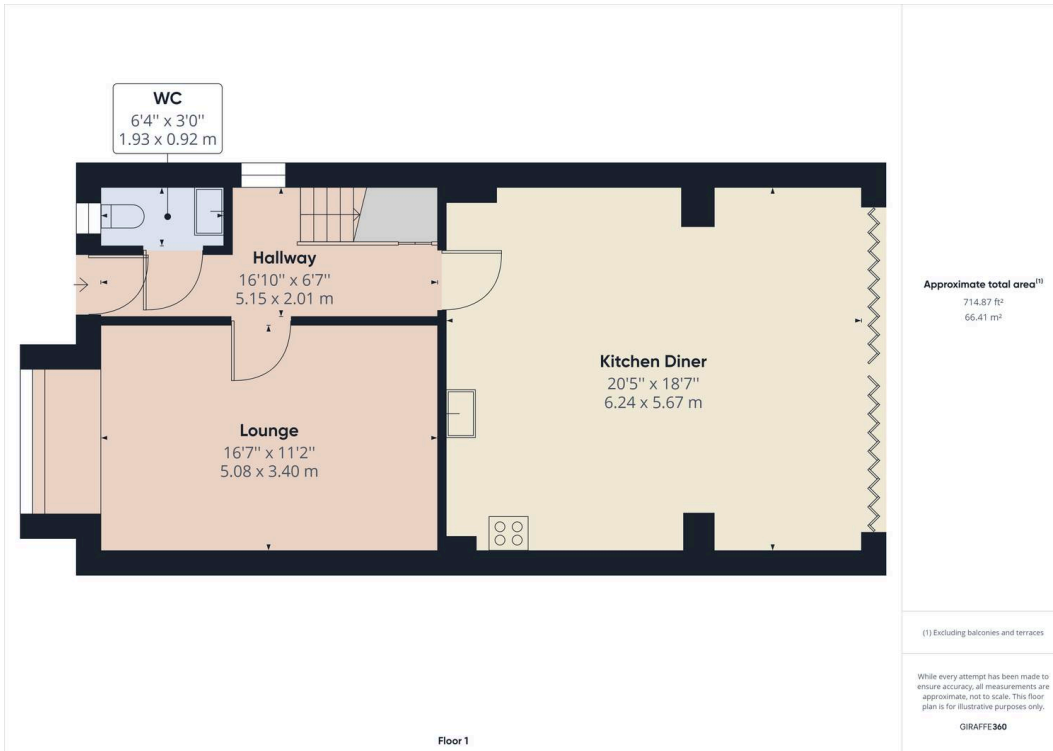 WC
6'4'' x 3'0''
1.93 x 0.92 m
Hallway
16'10'' x 6'7''
5.15 x 2.01 m
Kitchen Diner
20'5'' x 18'7''
6.24 x 5.67 m
Lounge
16'7'' x 11'2''
5.08 x 3.40 m
Floor 1
Approximate total area(1)
714.87 ft²
66.41 m²
(1) Excluding balconies and terraces
While every attempt has been made to
ensure accuracy, all measurements are
approximate, not to scale. This floor
plan is for illustrative purposes only.
GIRAFFE360